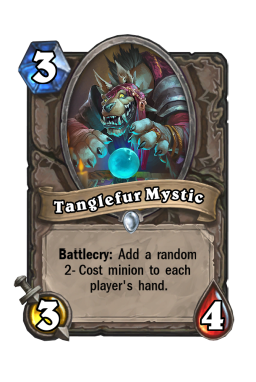 3
Tanglefur Mystic
Battlecry: Add a random
2- Cost minion to each
player's hand.
3
4